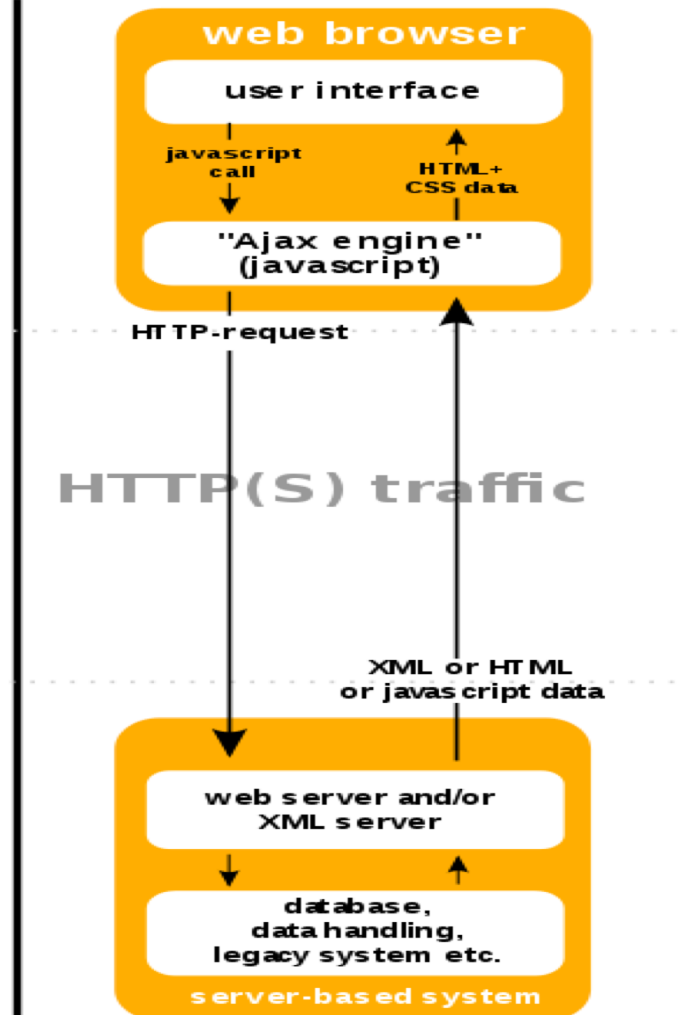 web browser
user interface
javascript
call
HTML+
CSS data
"Ajax engine"
(javascript)
HTTP-request
HTTP(S) traffic
XML or HTML
or javascript data
web server and/or
XML server
database,
data handling,
legacy system etc.
server-based system